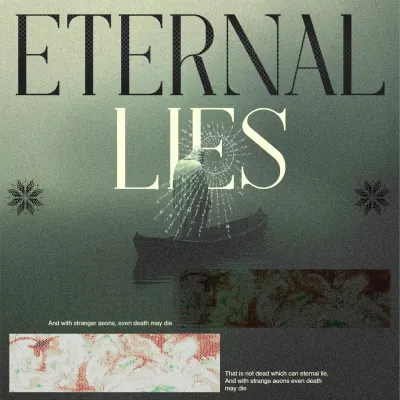 ETERNAL
LIES
And with stranger aeons, even death may die
That is not dead which can eternal lie,
And with strange aeons even death
may die